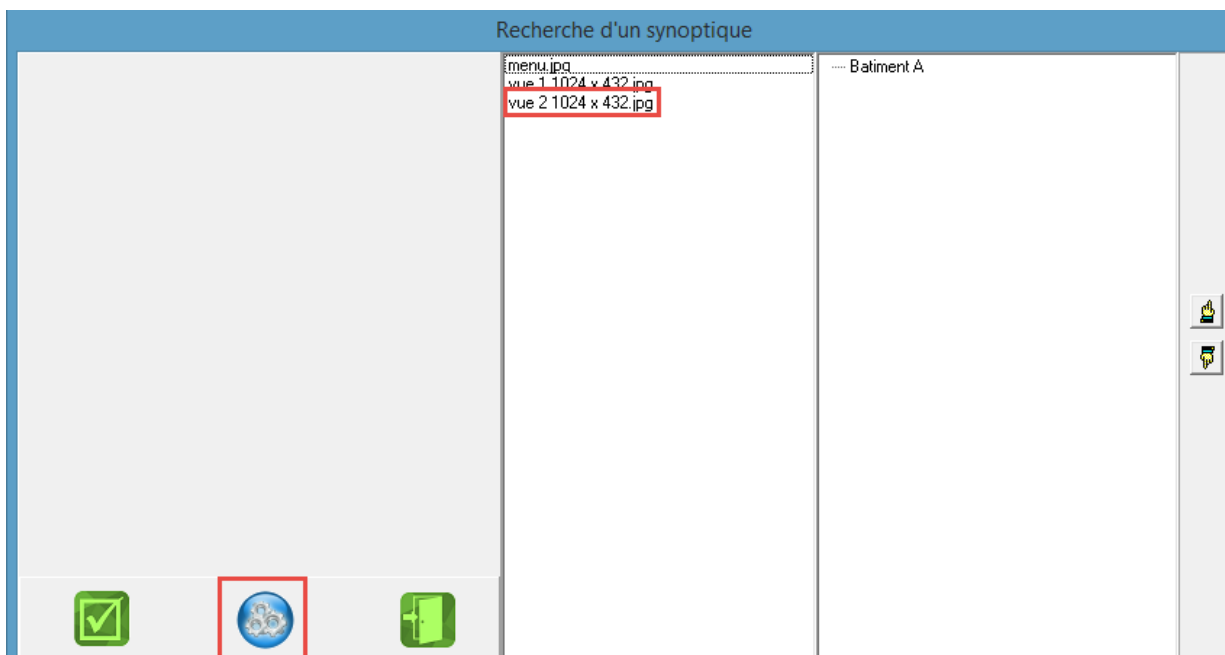 Recherche d'un synoptique
menu.jpg
vue 1 1024 x 432.jpg
vue 2 1024 x 432.jpg
Batiment A